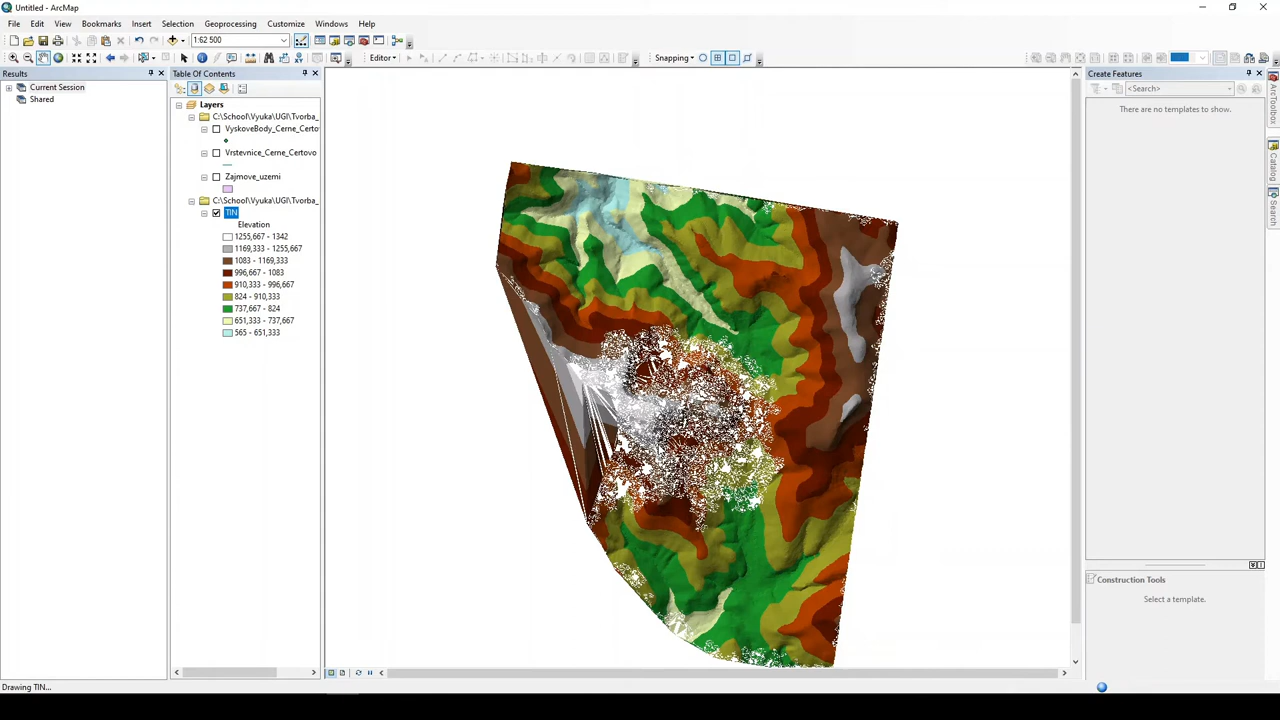 Untitled - ArcMap
File Edit View Bookmarks Insert Selection Geoprocessing Customize Windows Help
1:62 500
Editor Snapping
Results Table Of Contents Create Features
Current Session
Shared
Layers
C:\School\Vyuka\UGI\Tvorba_
VyskoveBody_Cerne_Certo
Vrstevnice_Cerne_Certovo
Zajmove_uzemi
C:\School\Vyuka\UGI\Tvorba_
TIN
Elevation
1255,667 - 1342
1169,333 - 1255,667
1083 - 1169,333
996,667 - 1083
910,333 - 996,667
824 - 910,333
737,667 - 824
651,333 - 737,667
565 - 651,333
<Search>
There are no templates to show.
ArcToolbox
Catalog
Search
Construction Tools
Select a template.
Drawing TIN...